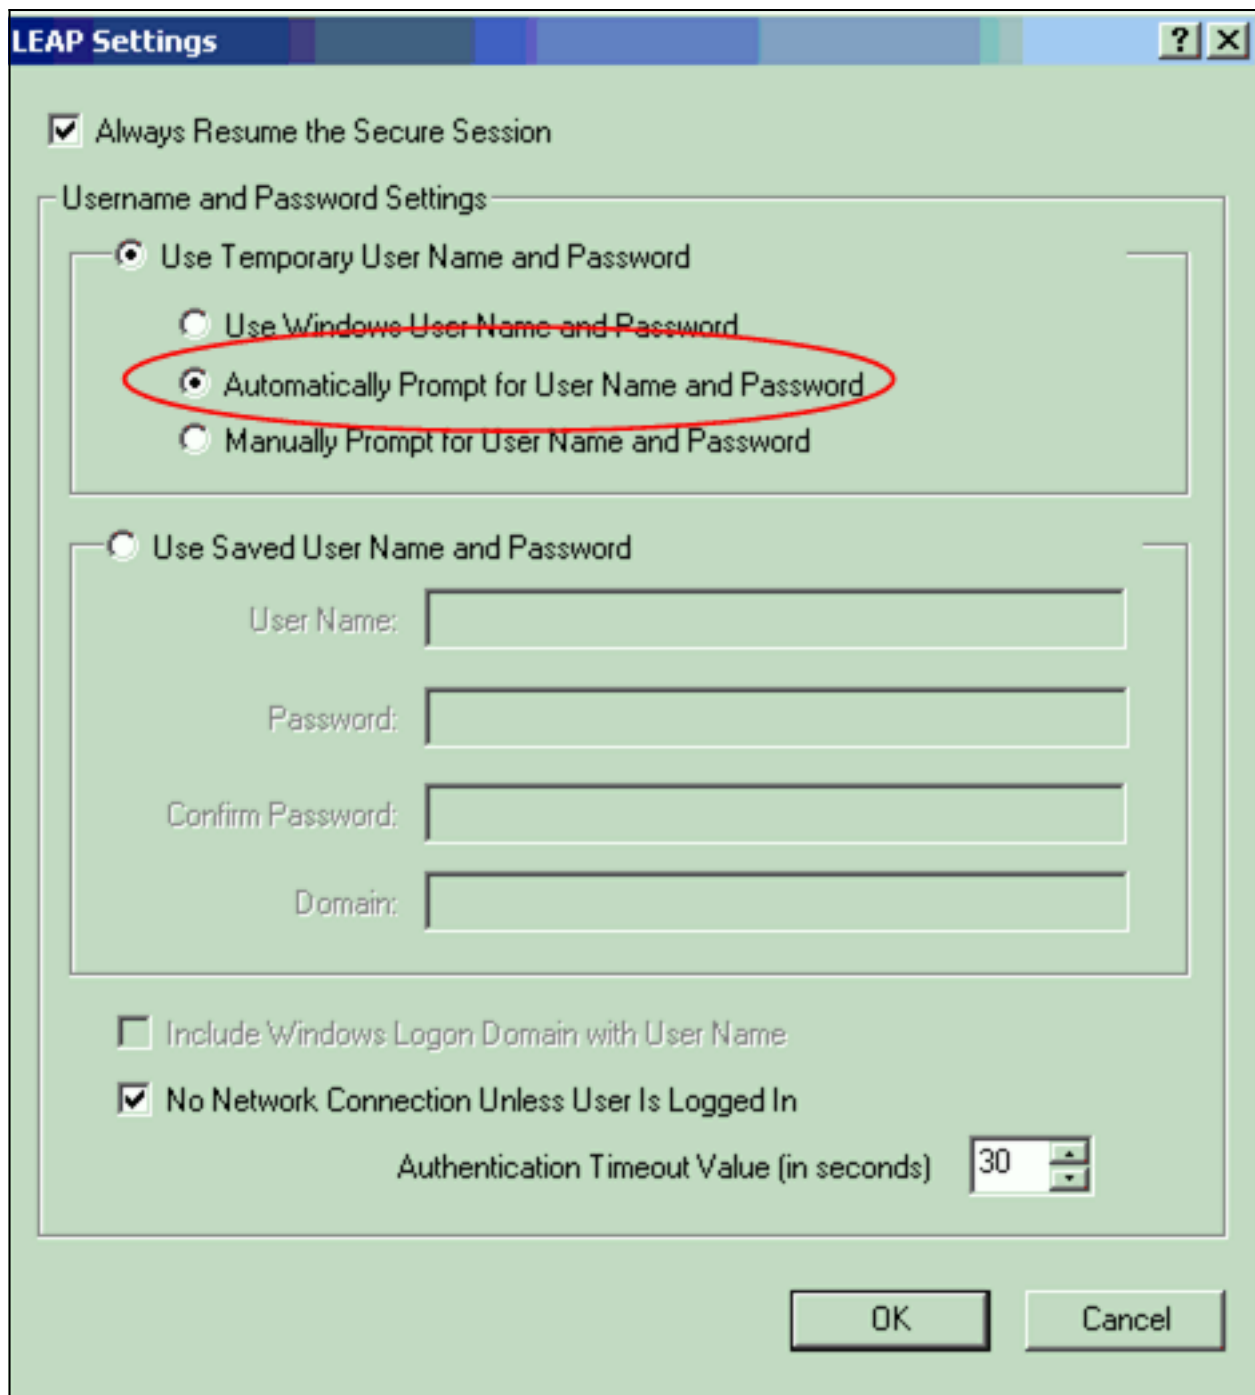 LEAP Settings
Always Resume the Secure Session
Username and Password Settings
Use Temporary User Name and Password
Use Windows User Name and Password
Automatically Prompt for User Name and Password
Manually Prompt for User Name and Password
Use Saved User Name and Password
User Name:
Password:
Confirm Password:
Domain:
Include Windows Logon Domain with User Name
No Network Connection Unless User Is Logged In
Authentication Timeout Value (in seconds) 30
OK Cancel